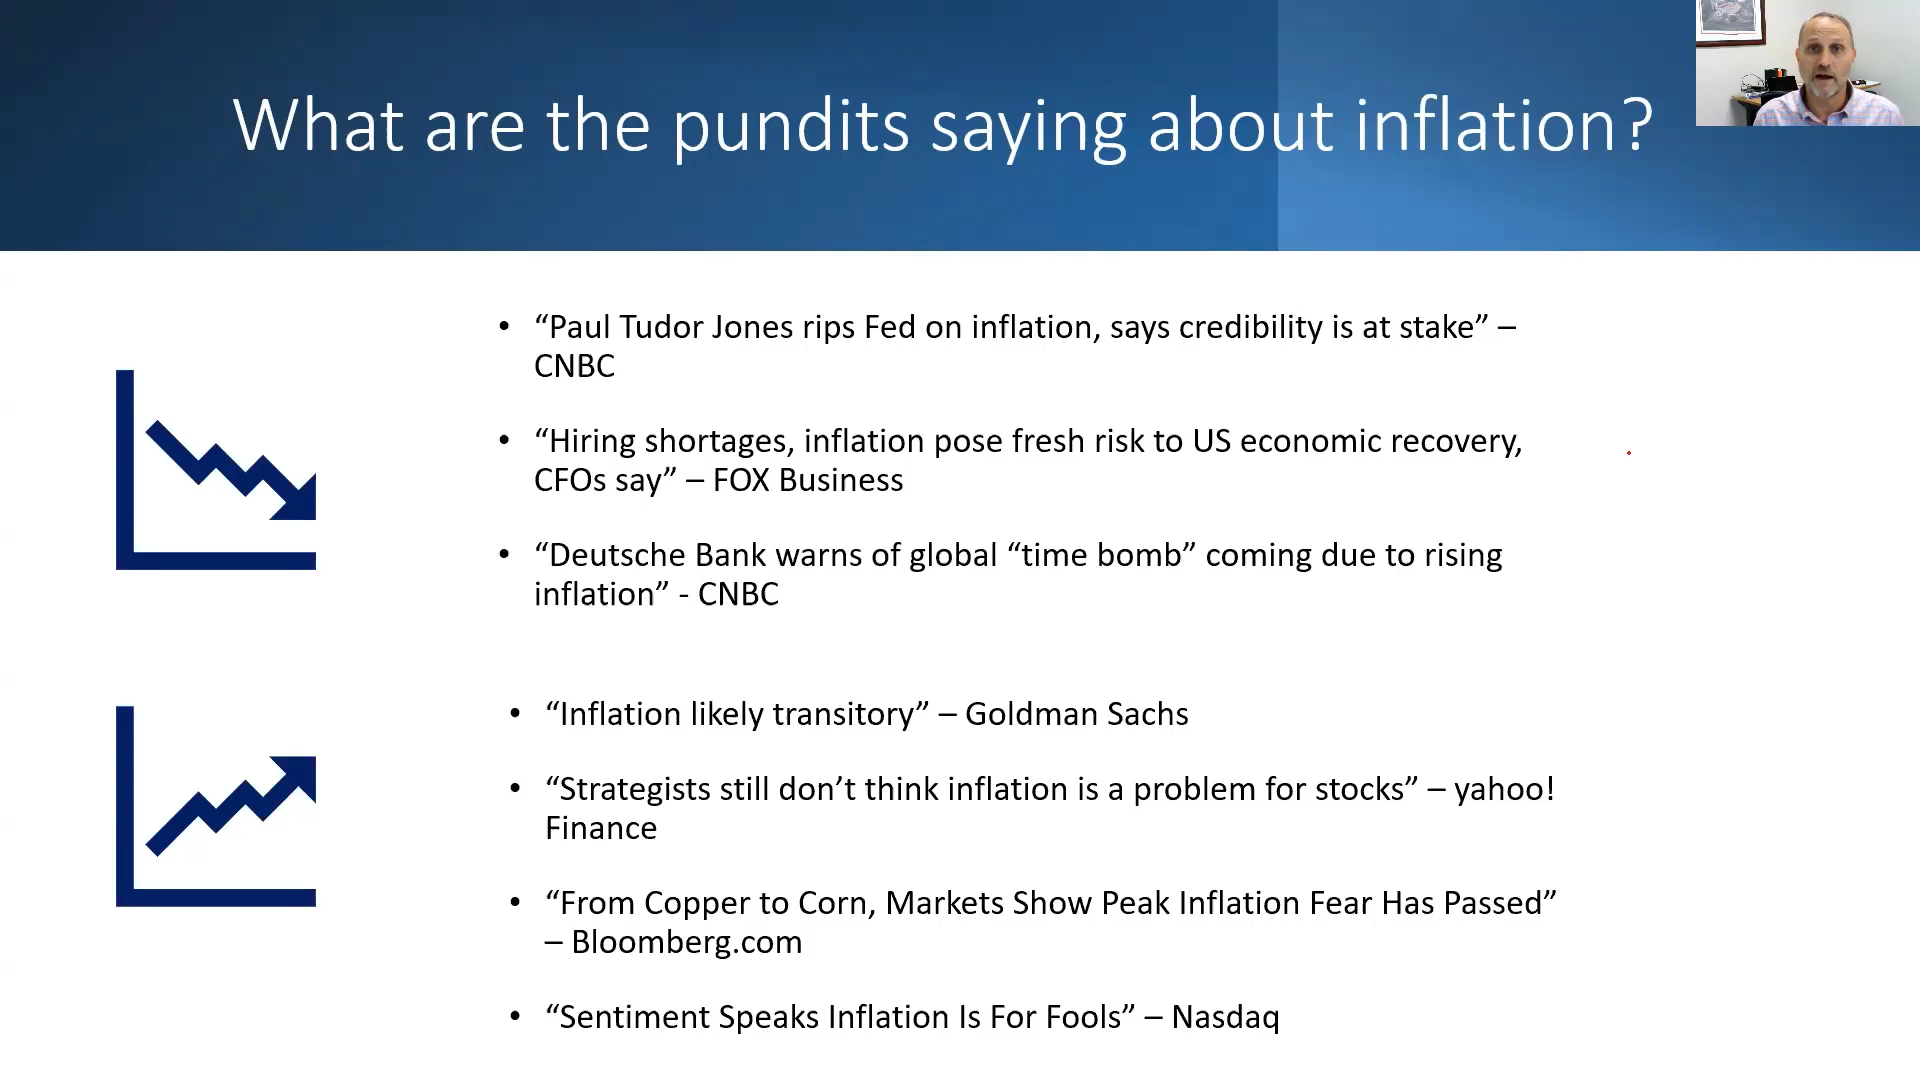 What are the pundits saying about inflation?
• “Paul Tudor Jones rips Fed on inflation, says credibility is at stake” –
CNBC
• “Hiring shortages, inflation pose fresh risk to US economic recovery,
CFOs say” – FOX Business
• “Deutsche Bank warns of global “time bomb” coming due to rising
inflation” - CNBC
• “Inflation likely transitory” – Goldman Sachs
• “Strategists still don’t think inflation is a problem for stocks” – yahoo!
Finance
• “From Copper to Corn, Markets Show Peak Inflation Fear Has Passed”
– Bloomberg.com
• “Sentiment Speaks Inflation Is For Fools” – Nasdaq